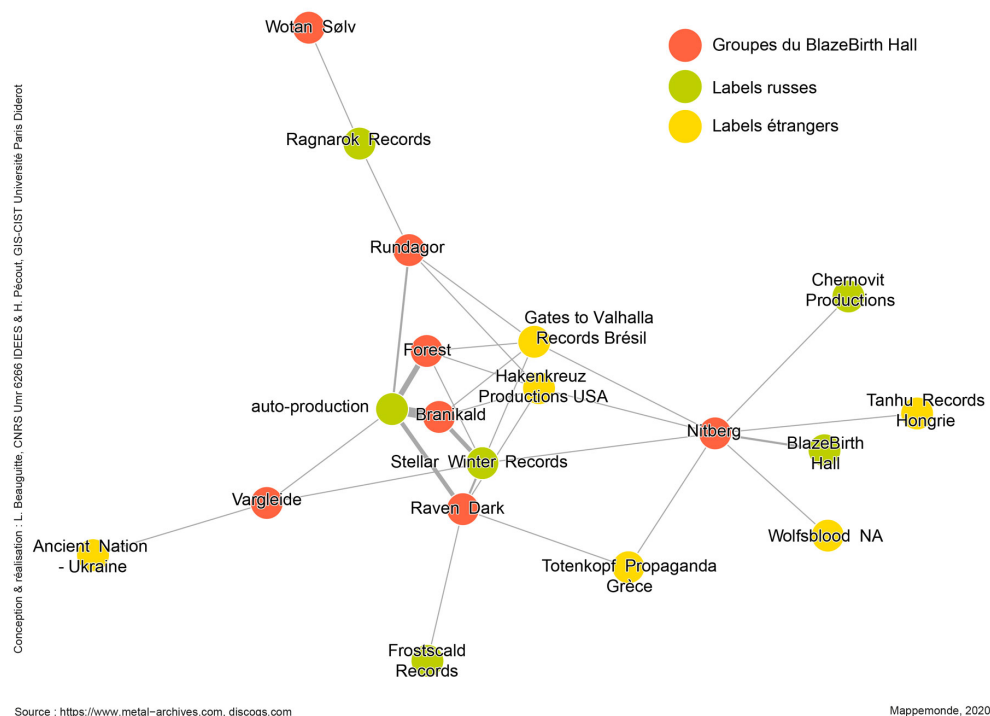 Wotan Sølv
Groupes du BlazeBirth Hall
Labels russes
Labels étrangers
Ragnarok Records
Rundagor
Chernovit
Productions
Gates to Valhalla
Records Brésil
Forest
Hakenkreuz
Productions USA
auto-production
Branikald
Tanhu Records
Hongrie
Nitberg
BlazeBirth
Hall
Stellar Winter Records
Vargleide
Raven Dark
Wolfsblood NA
Ancient Nation
- Ukraine
Totenkopf Propaganda
Grèce
Frostscald
Records
Conception & réalisation : L. Beauguitte, CNRS Umr 6266 IDEES & H. Pécout, GIS-CIST Université Paris Diderot
Source : https://www.metal-archives.com, discogs.com
Mappemonde, 2020